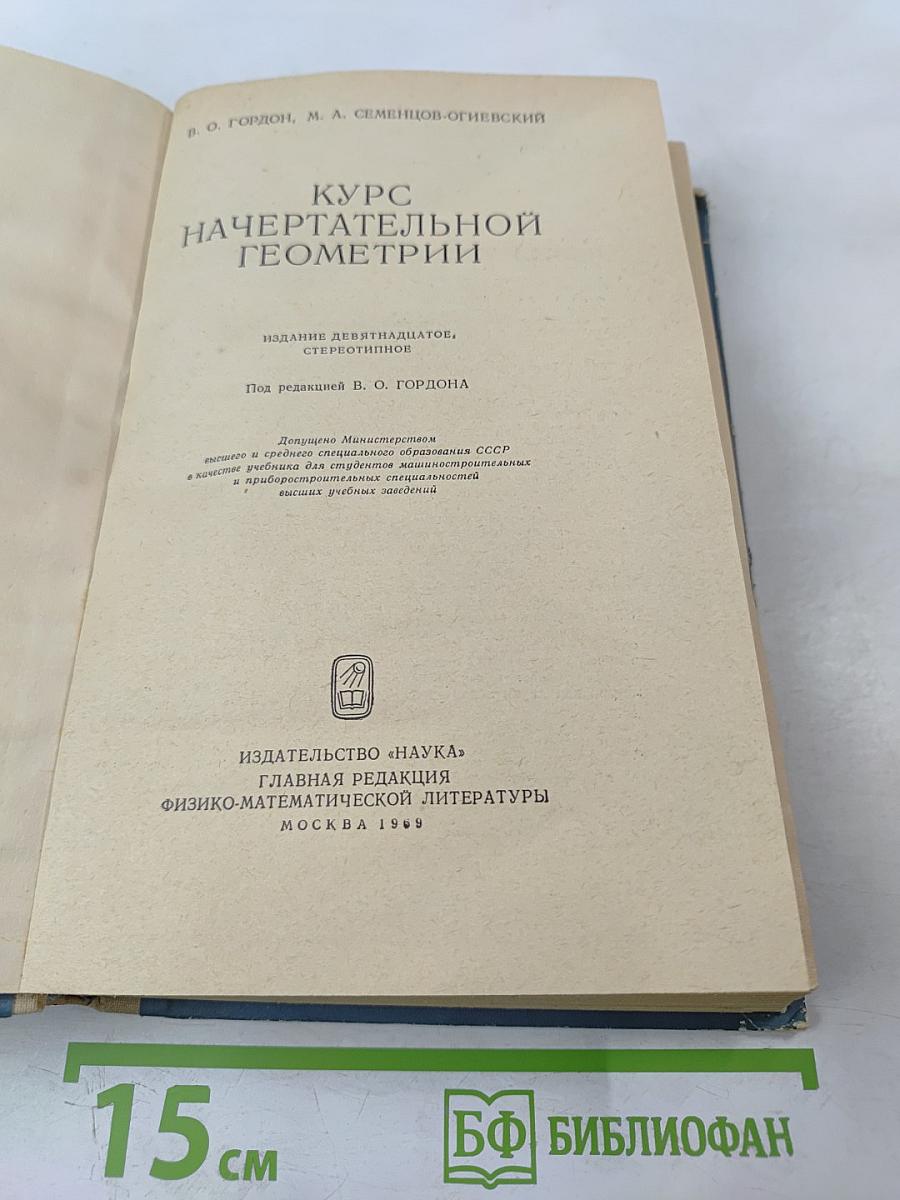 В. О. ГОРДОН, М. А. СЕМЕНЦОВ-ОГИЕВСКИЙ
КУРС
НАЧЕРТАТЕЛЬНОЙ
ГЕОМЕТРИИ
ИЗДАНИЕ ДЕВЯТНАДЦАТОЕ,
СТЕРЕОТИПНОЕ
Под редакцией В. О. ГОРДОНА
Допущено Министерством
высшего и среднего специального образования СССР
в качестве учебника для студентов машиностроительных
и приборостроительных специальностей
высших учебных заведений
ИЗДАТЕЛЬСТВО «НАУКА»
ГЛАВНАЯ РЕДАКЦИЯ
ФИЗИКО-МАТЕМАТИЧЕСКОЙ ЛИТЕРАТУРЫ
МОСКВА 1969
15 см
БФ БИБЛИОФАН